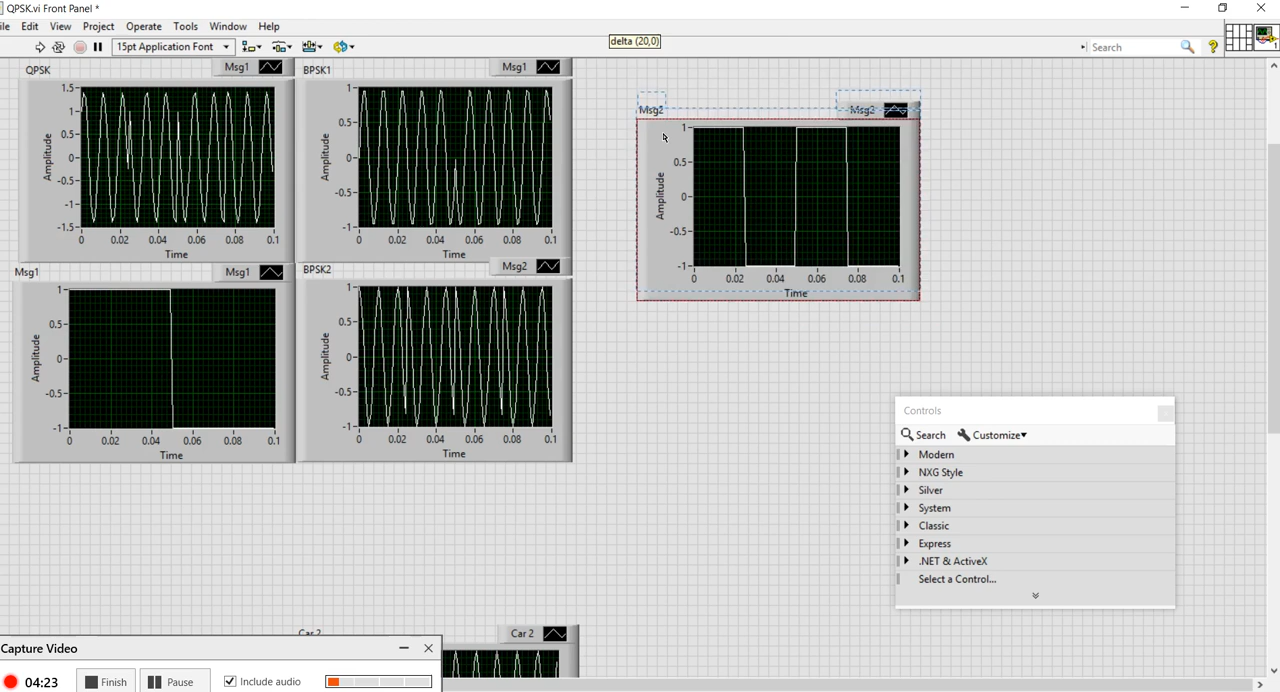 QPSK.vi Front Panel *
ile Edit View Project Operate Tools Window Help
15pt Application Font
delta (20,0)
Search
?
1
QPSK
Msg1
1.5
1
0.5
0
-0.5
-1
-1.5
Amplitude
0 0.02 0.04 0.06 0.08 0.1
Time
BPSK1
Msg1
1
0.5
0
-0.5
-1
Amplitude
0 0.02 0.04 0.06 0.08 0.1
Time
Msg2
Msg2
1
0.5
0
-0.5
-1
Amplitude
0 0.02 0.04 0.06 0.08 0.1
Time
Msg1
Msg1
1
0.5
0
-0.5
-1
Amplitude
0 0.02 0.04 0.06 0.08 0.1
Time
BPSK2
Msg2
1
0.5
0
-0.5
-1
Amplitude
0 0.02 0.04 0.06 0.08 0.1
Time
Controls
Search Customize
Modern
NXG Style
Silver
System
Classic
Express
.NET & ActiveX
Select a Control...
Car 2
Car 2
Capture Video
04:23 Finish Pause Include audio